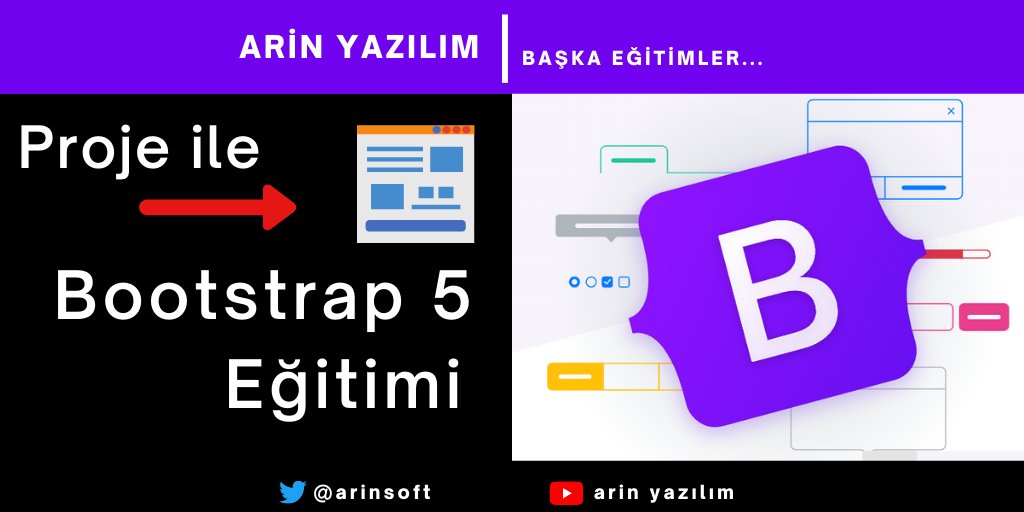 ARİN YAZILIM
BAŞKA EĞİTİMLER...
Proje ile
Bootstrap 5
Eğitimi
B
@arinsoft
arin yazılım